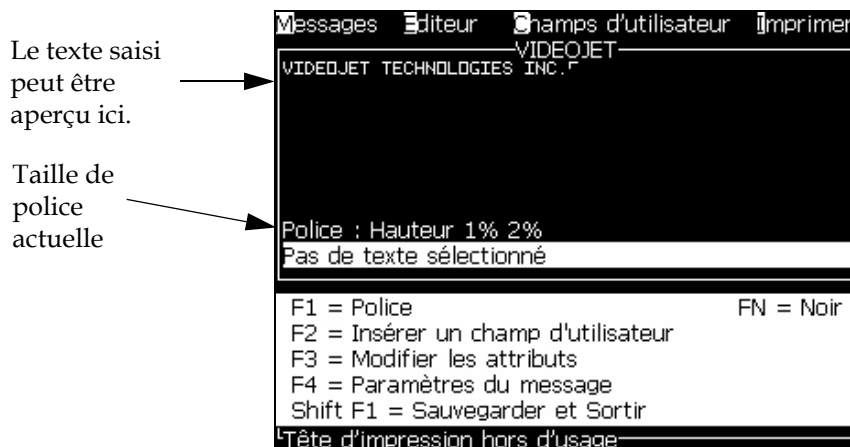 Messages Editeur Champs d'utilisateur Imprimer
VIDEOJET
VIDEOJET TECHNOLOGIES INC.
Le texte saisi
peut être
aperçu ici.
Taille de
police
actuelle
Police : Hauteur 1% 2%
Pas de texte sélectionné
F1 = Police FN = Noir
F2 = Insérer un champ d'utilisateur
F3 = Modifier les attributs
F4 = Paramètres du message
Shift F1 = Sauvegarder et Sortir
Tête d'impression hors d'usage